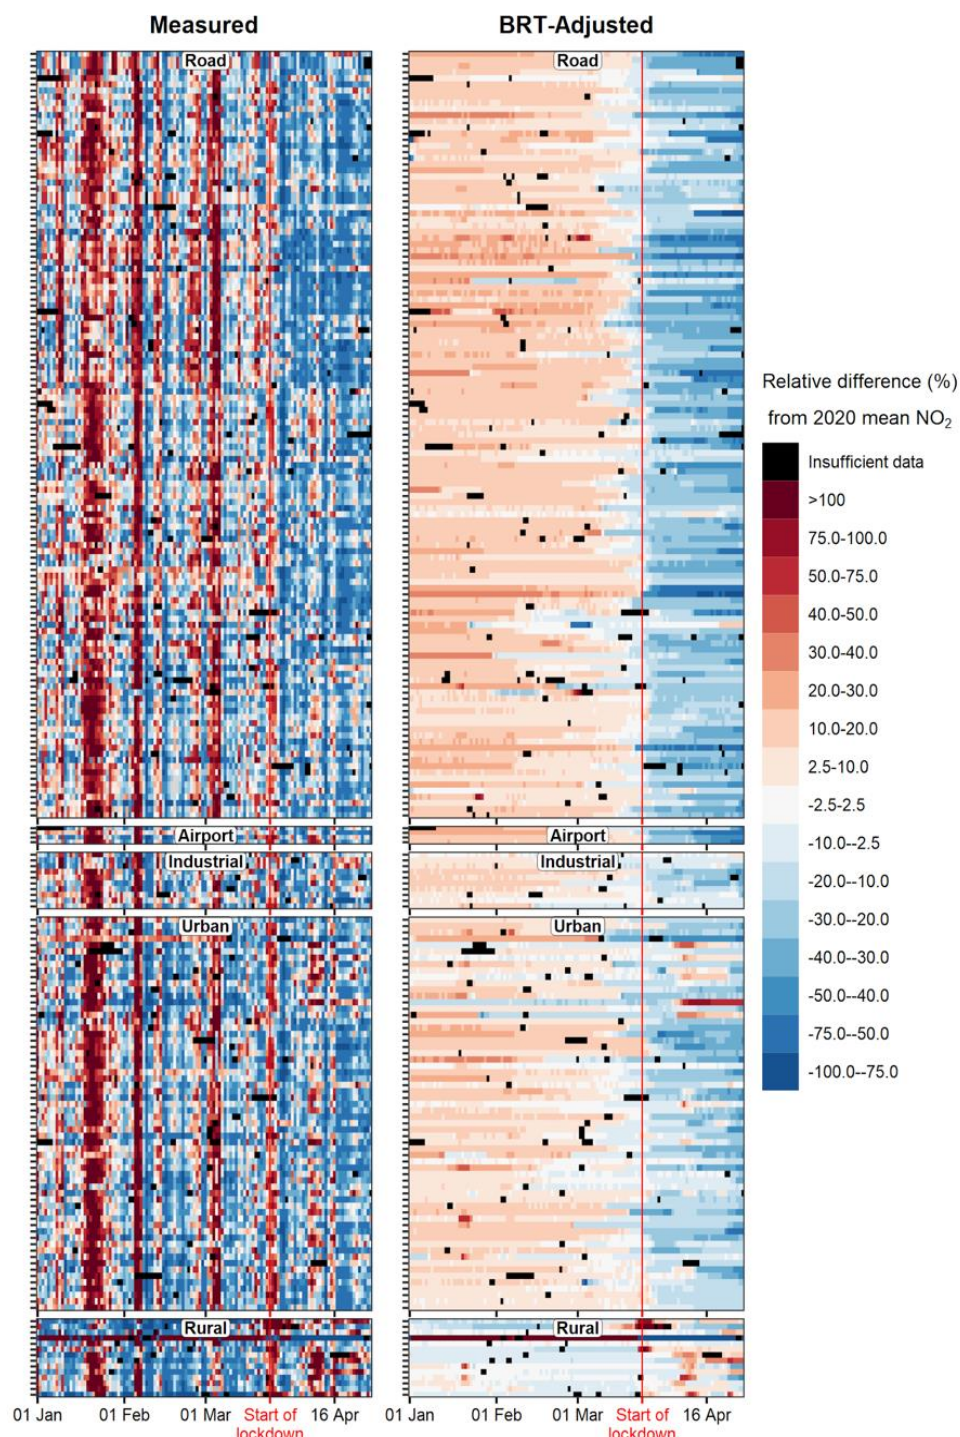 Measured
BRT-Adjusted
Road
Road
Airport
Airport
Industrial
Industrial
Urban
Urban
Rural
Rural
01 Jan
01 Feb
01 Mar
Start of
lockdown
16 Apr
01 Jan
01 Feb
01 Mar
Start of
lockdown
16 Apr
Relative difference (%)
from 2020 mean NO₂
Insufficient data
>100
75.0-100.0
50.0-75.0
40.0-50.0
30.0-40.0
20.0-30.0
10.0-20.0
2.5-10.0
-2.5-2.5
-10.0--2.5
-20.0--10.0
-30.0--20.0
-40.0--30.0
-50.0--40.0
-75.0--50.0
-100.0--75.0